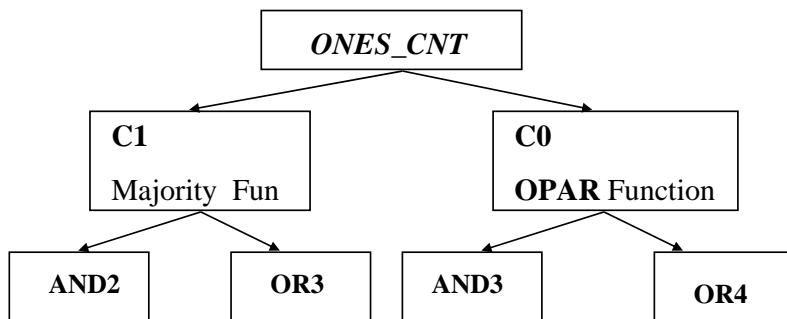 ONES_CNT
C1
Majority Fun
C0
OPAR Function
AND2
OR3
AND3
OR4